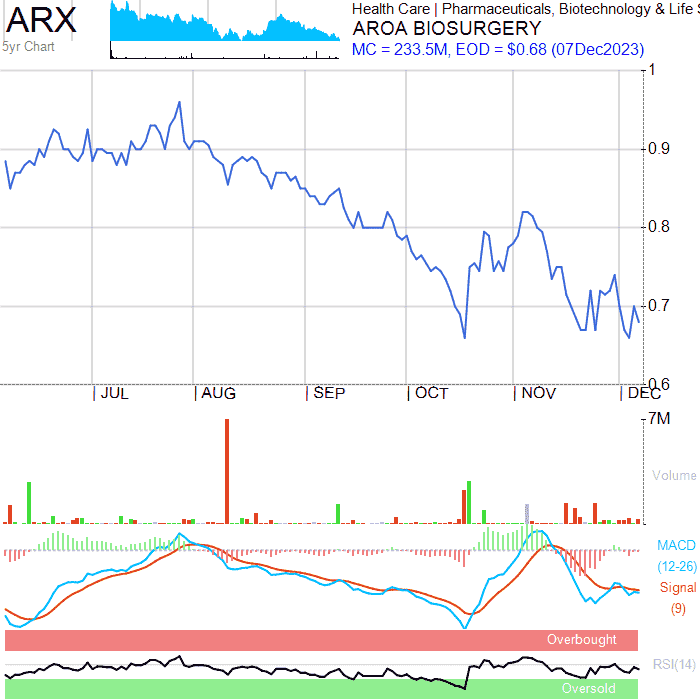 ARX
5yr Chart
Health Care | Pharmaceuticals, Biotechnology & Life S
AROA BIOSURGERY
MC = 233.5M, EOD = $0.68 (07Dec2023)
1
0.9
0.8
0.7
0.6
JUL AUG SEP OCT NOV DEC
7M
Volume
MACD
(12-26)
Signal
(9)
Overbought
RSI(14)
Oversold